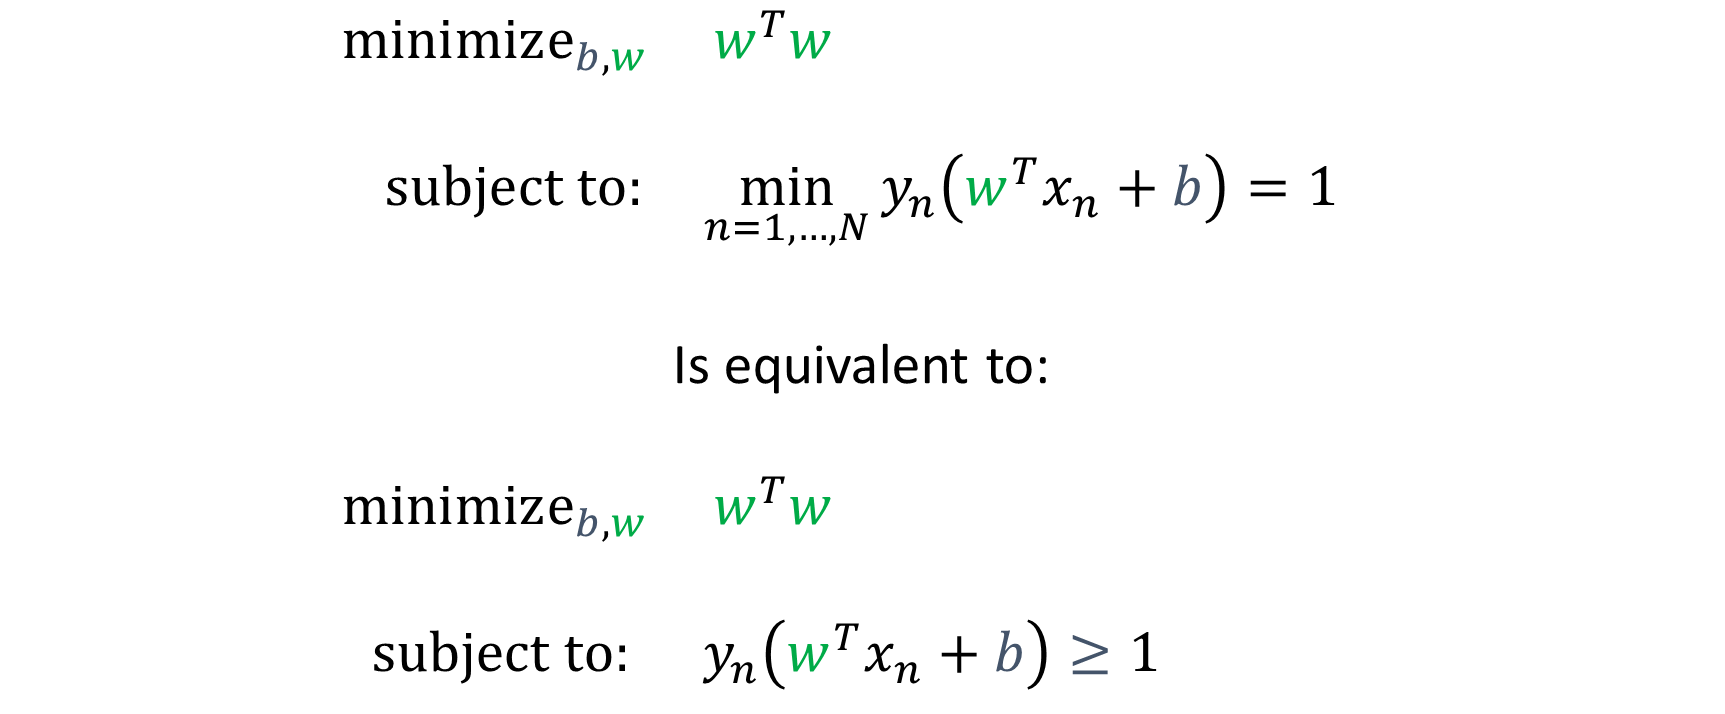 minimize_{b,w} w^T w
subject to: min_{n=1,…,N} y_n(w^T x_n + b) = 1
Is equivalent to:
minimize_{b,w} w^T w
subject to: y_n(w^T x_n + b) ≥ 1